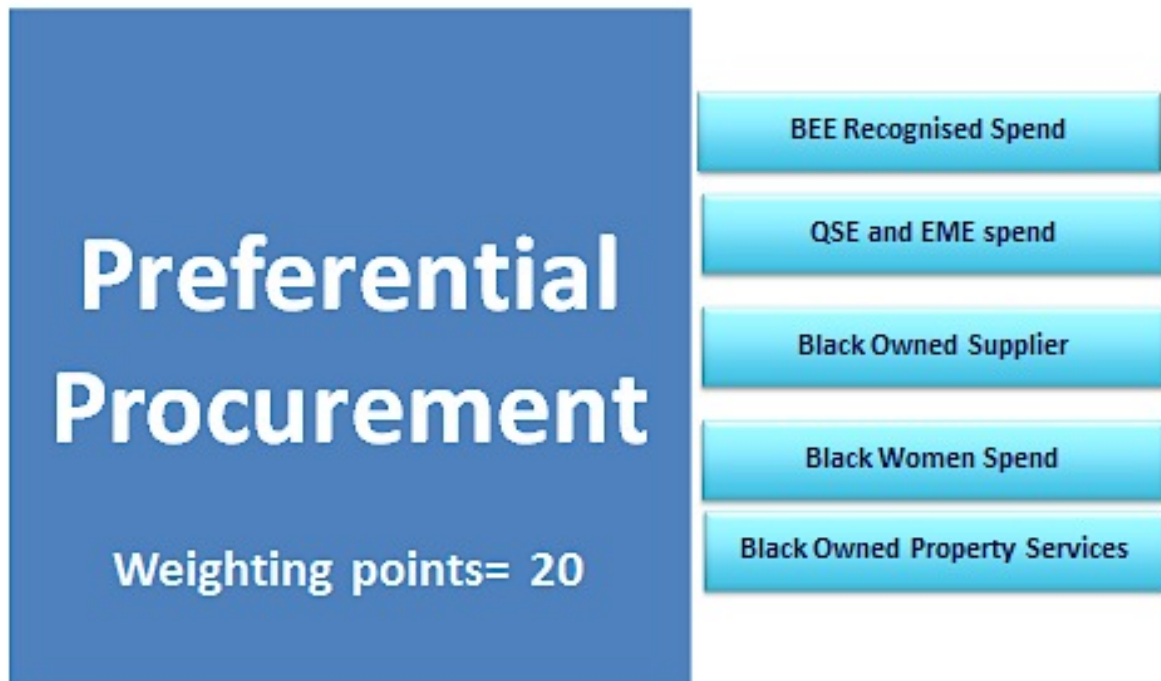 Preferential
Procurement
Weighting points= 20
BEE Recognised Spend
QSE and EME spend
Black Owned Supplier
Black Women Spend
Black Owned Property Services